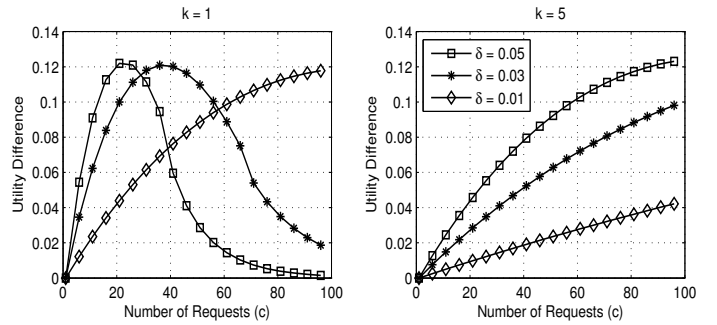 k = 1
0.14
0.12
0.1
0.08
0.06
0.04
0.02
0
Utility Difference
0 20 40 60 80 100
Number of Requests (c)
k = 5
0.14
0.12
0.1
0.08
0.06
0.04
0.02
0
Utility Difference
δ = 0.05
δ = 0.03
δ = 0.01
0 20 40 60 80 100
Number of Requests (c)